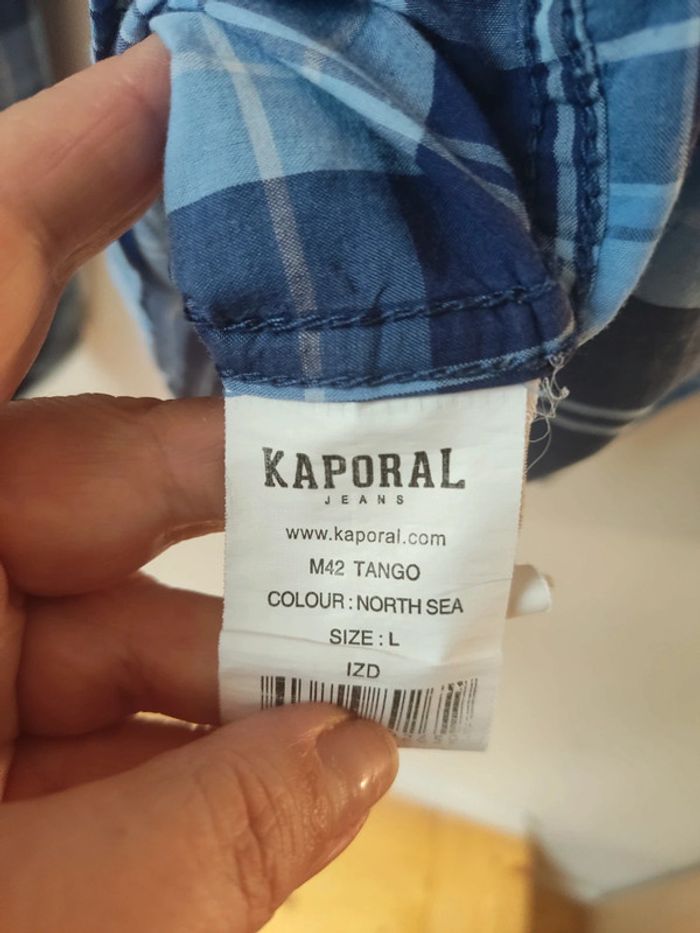 KAPORAL
JEANS
www.kaporal.com
M42 TANGO
COLOUR : NORTH SEA
SIZE : L
IZD